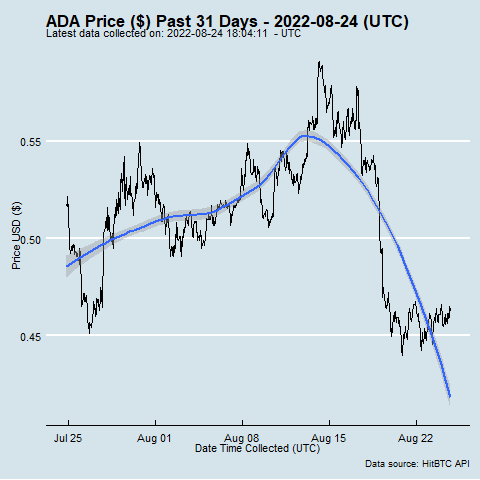 ADA Price ($) Past 31 Days - 2022-08-24 (UTC)
Latest data collected on: 2022-08-24 18:04:11 - UTC
Price USD ($)
0.55
0.50
0.45
Jul 25 Aug 01 Aug 08 Aug 15 Aug 22
Date Time Collected (UTC)
Data source: HitBTC API